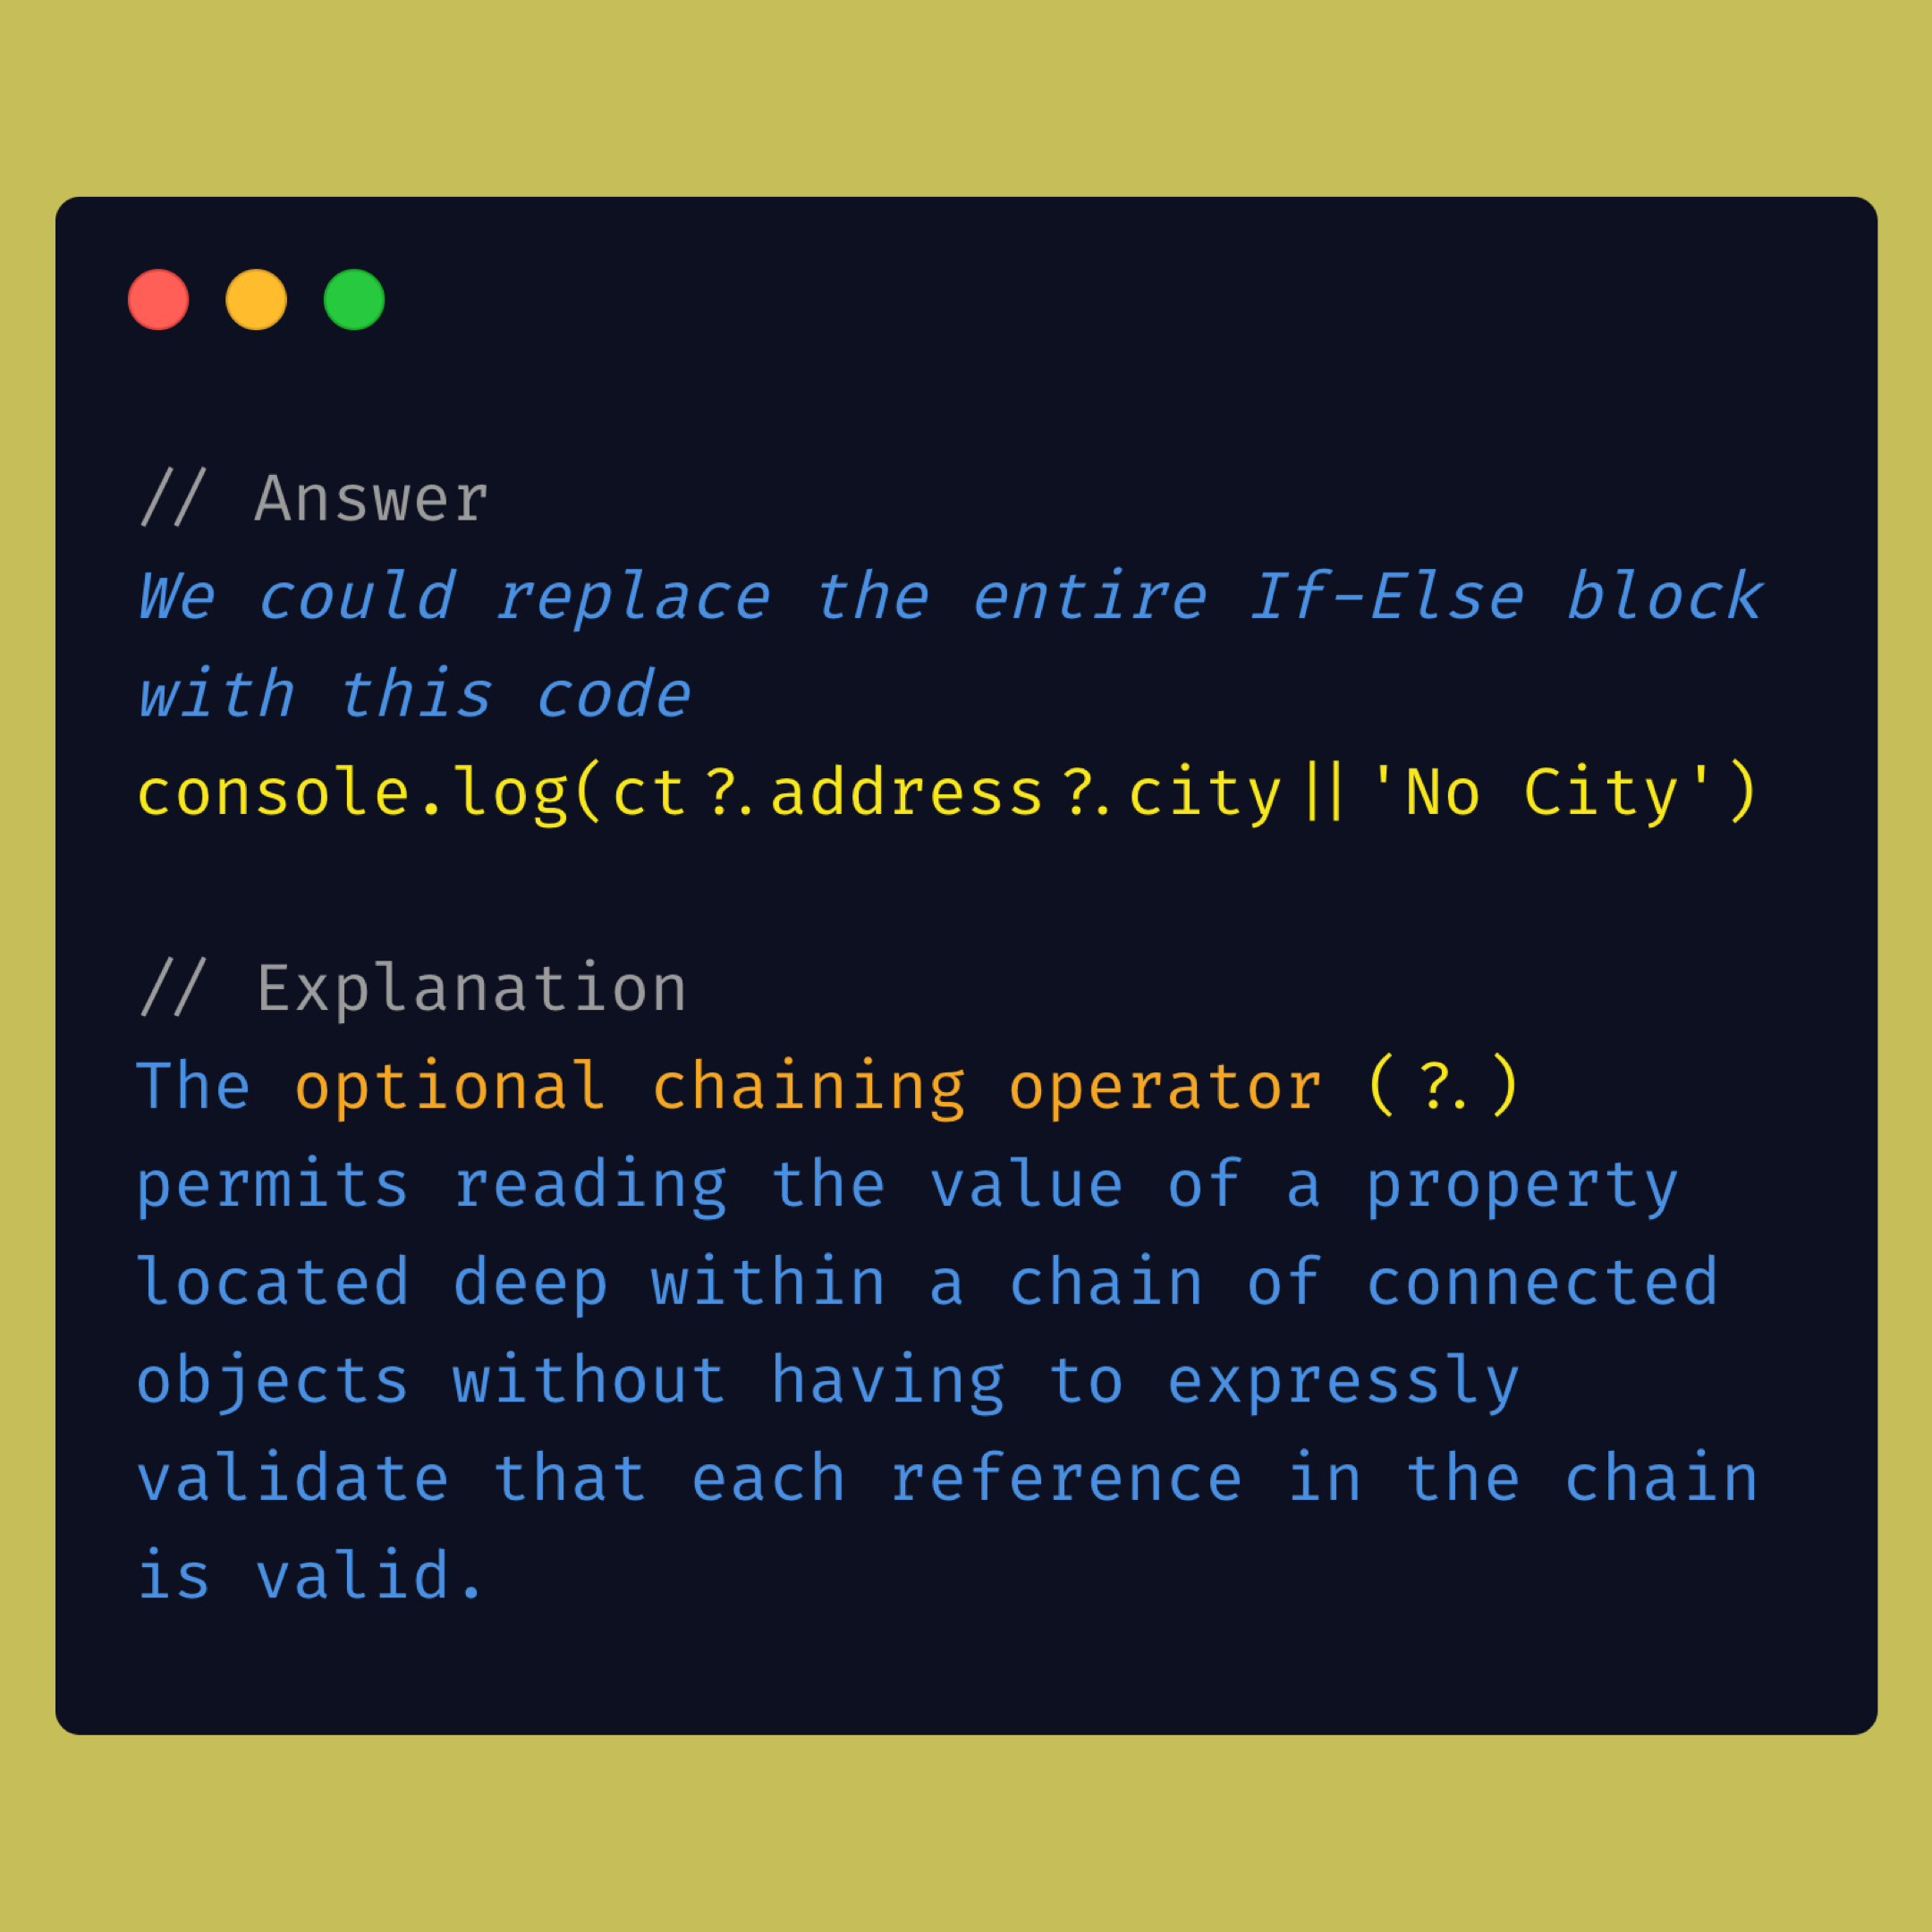 // Answer
We could replace the entire If-Else block
with this code
console.log(ct?.address?.city||'No City')
// Explanation
The optional chaining operator (?.)
permits reading the value of a property
located deep within a chain of connected
objects without having to expressly
validate that each reference in the chain
is valid.